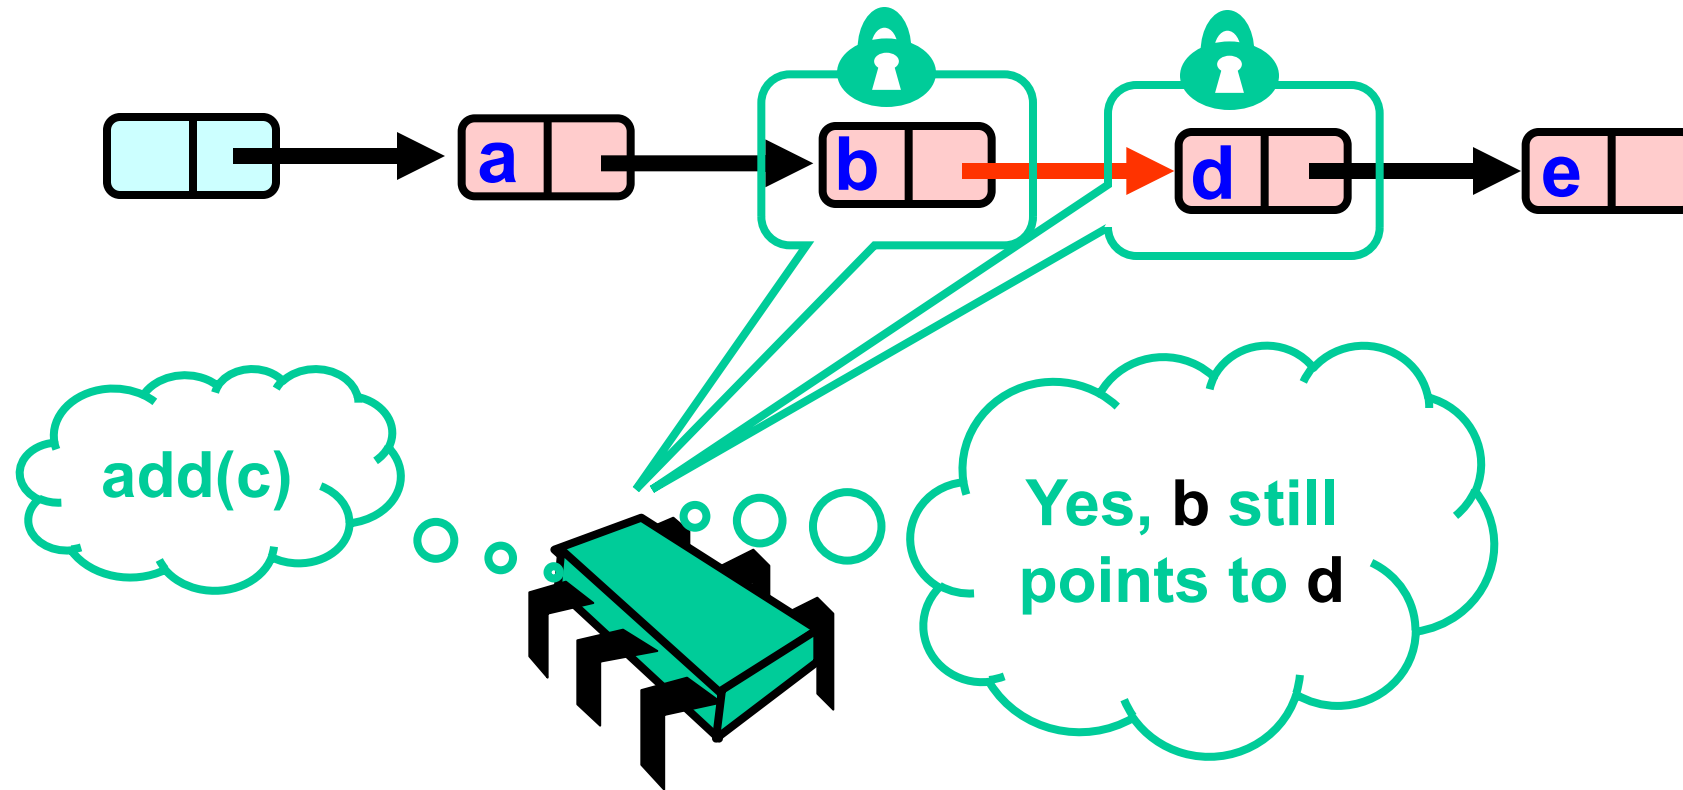 a
b
d
e
add(c)
Yes, b still
points to d